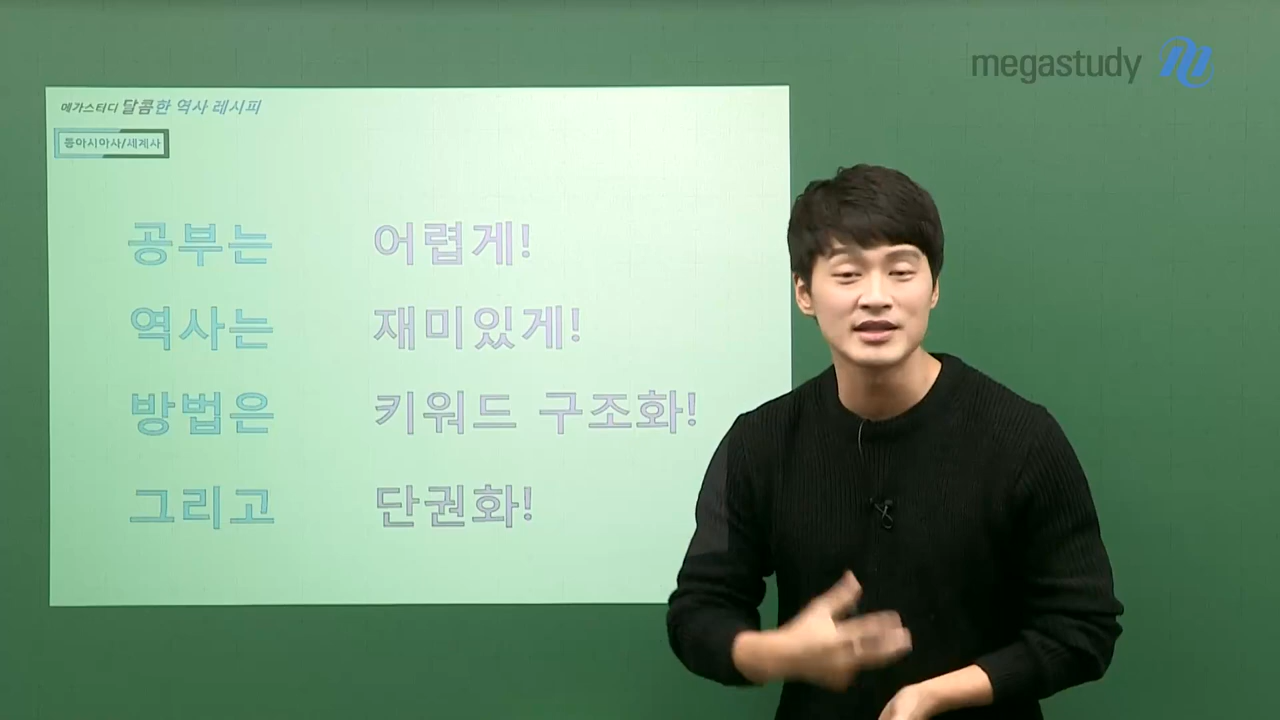 megastudy
메가스터디 달콤한 역사 레시피
동아시아사/세계사
공부는 어렵게!
역사는 재미있게!
방법은 키워드 구조화!
그리고 단권화!